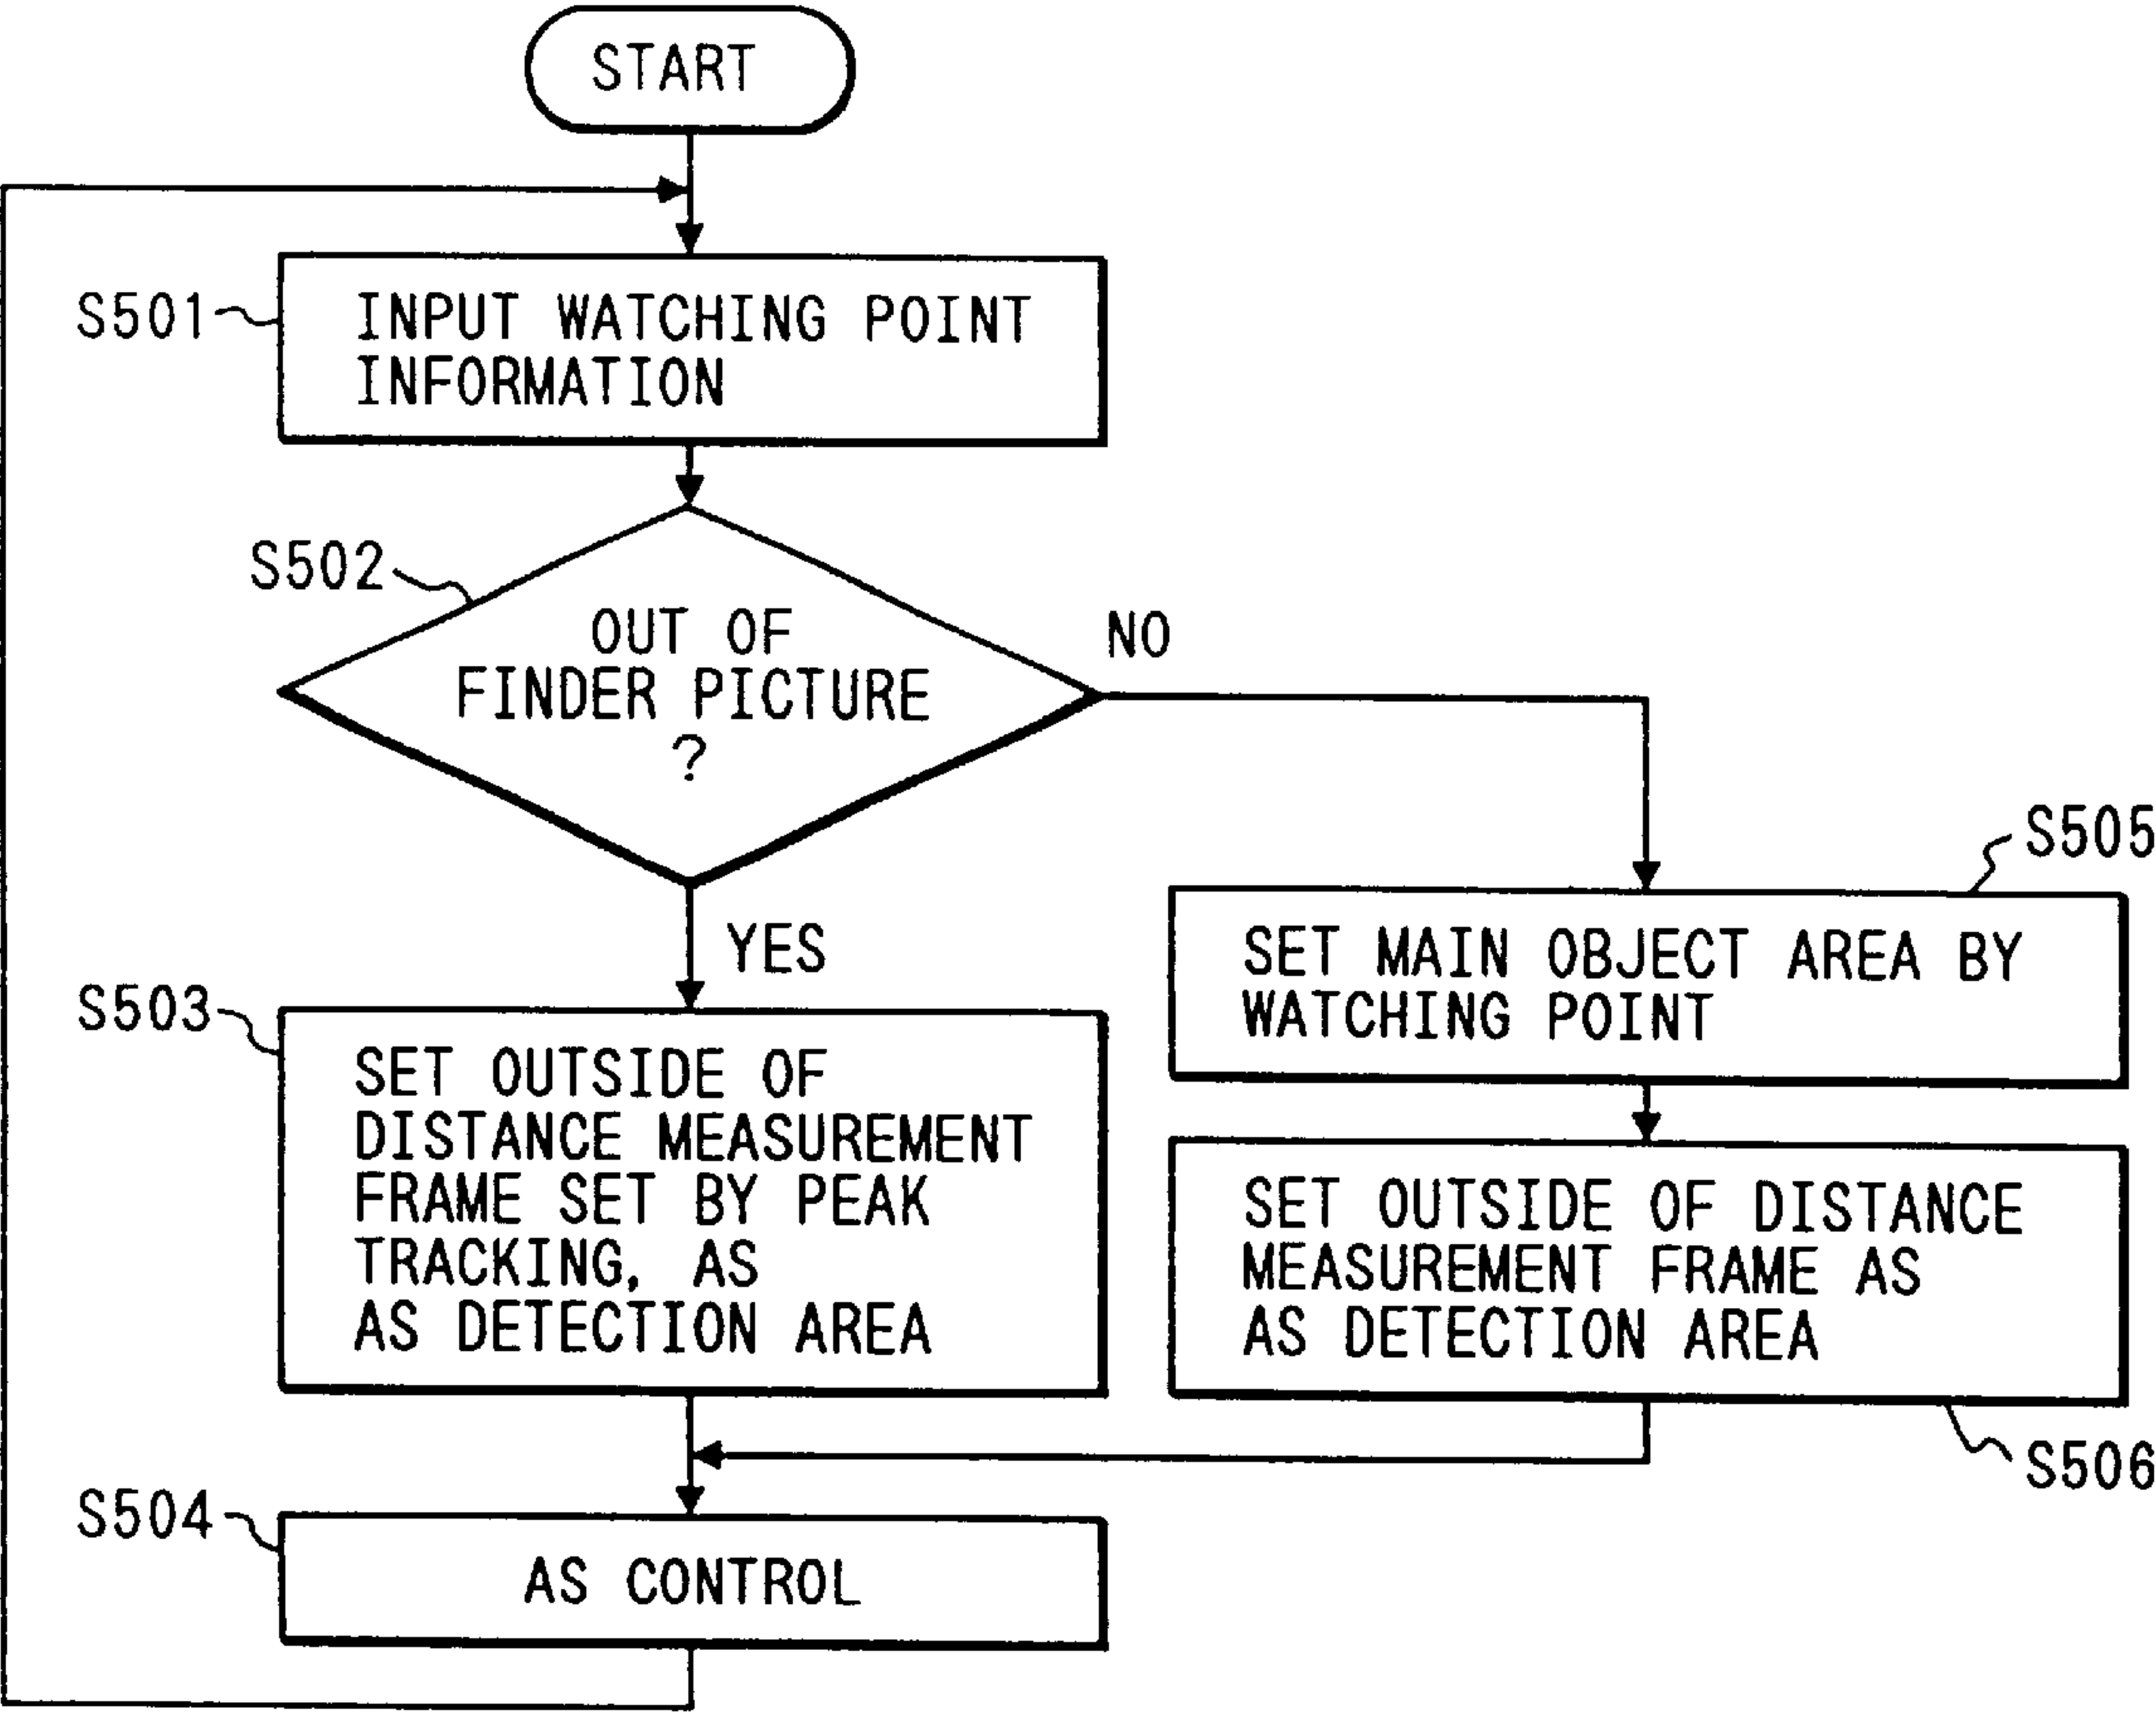 START
S501
INPUT WATCHING POINT
INFORMATION
S502
OUT OF
FINDER PICTURE
?
NO
YES
S505
SET MAIN OBJECT AREA BY
WATCHING POINT
S503
SET OUTSIDE OF
DISTANCE MEASUREMENT
FRAME SET BY PEAK
TRACKING, AS
AS DETECTION AREA
SET OUTSIDE OF DISTANCE
MEASUREMENT FRAME AS
AS DETECTION AREA
S506
S504
AS CONTROL